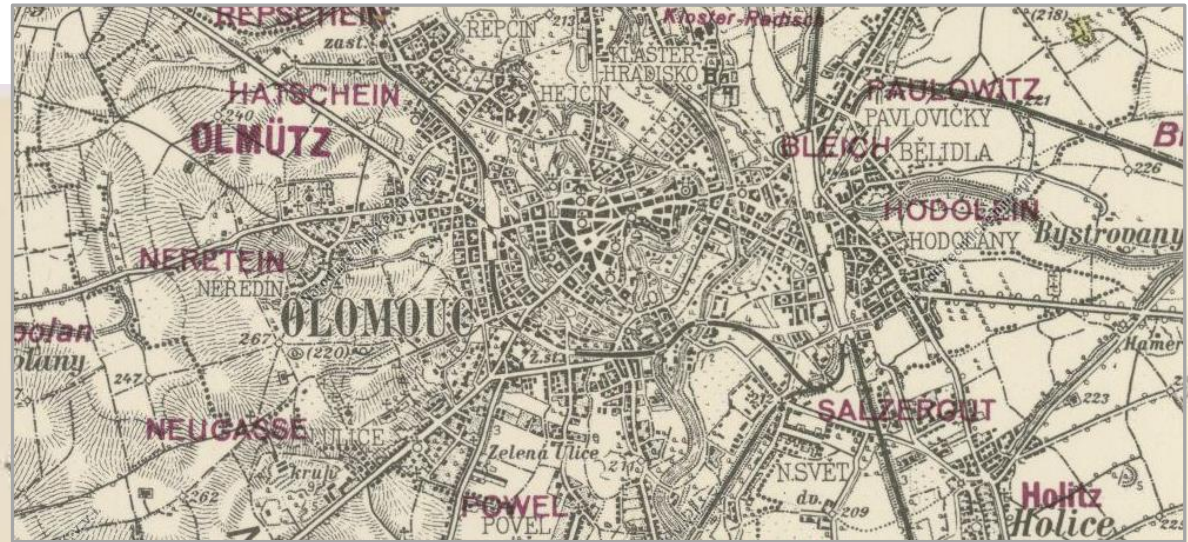 REPSCHEIN
ŘEPČÍN
213
Kloster-Radisch
(218)
zast.
KLÁŠTER-
HRADISKO
HATSCHEIN
HEJČÍN
PAULOWITZ
221
240
PAVLOVIČKY
OLMÜTZ
BLEICH
BĚLIDLA
226
HODOLEIN
HODOLANY
Bystrovany
NERETEIN
NEŘEDÍN
OLOMOUC
267
(220)
ž.st.
Hamer
247
223
SALZERGUT
NEUGASSE
ULICE
Zelená Ulice
211
N.SVĚT
262
dv.
209
POWEL
POVEL
Holitz
Holice